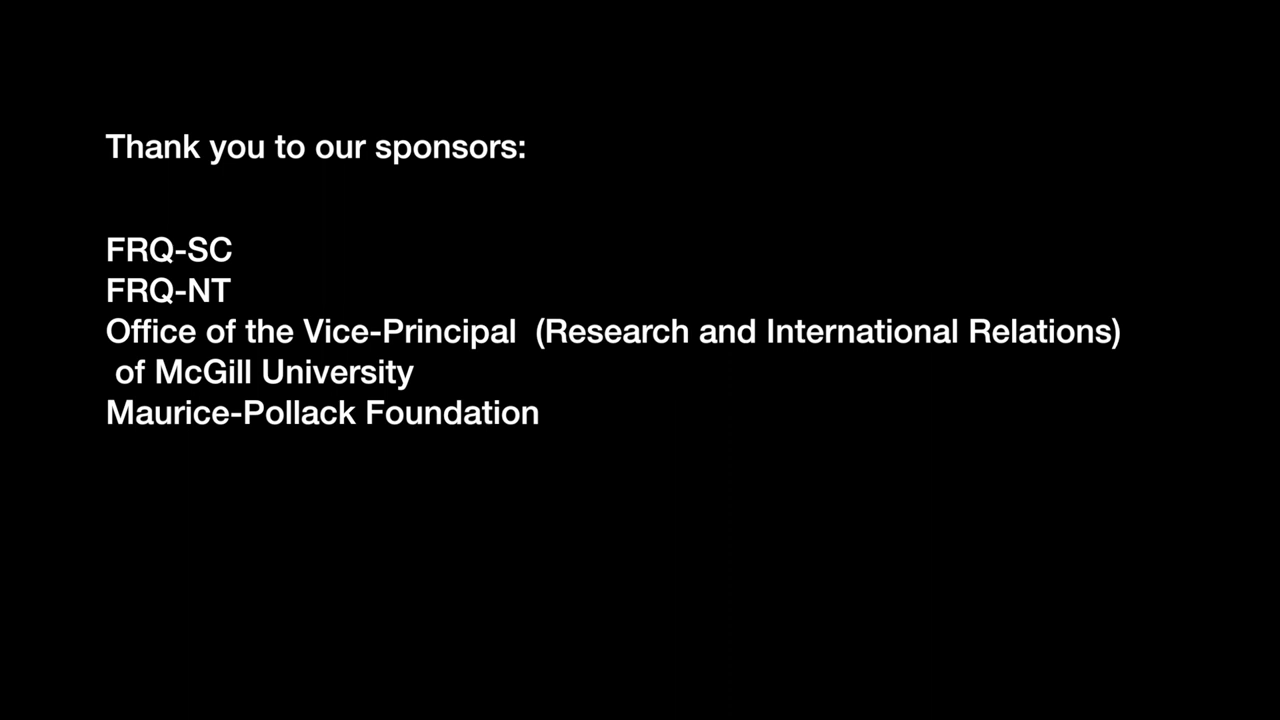 Thank you to our sponsors:
FRQ-SC
FRQ-NT
Office of the Vice-Principal  (Research and International Relations)
 of McGill University
Maurice-Pollack Foundation